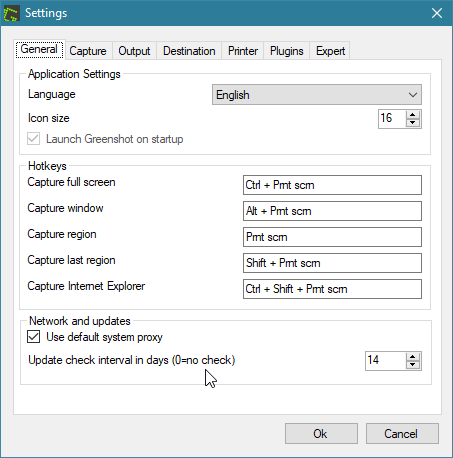 Settings
General Capture Output Destination Printer Plugins Expert
Application Settings
Language English
Icon size 16
Launch Greenshot on startup
Hotkeys
Capture full screen Ctrl + Prnt scrn
Capture window Alt + Prnt scrn
Capture region Prnt scrn
Capture last region Shift + Prnt scrn
Capture Internet Explorer Ctrl + Shift + Prnt scrn
Network and updates
Use default system proxy
Update check interval in days (0=no check) 14
Ok Cancel